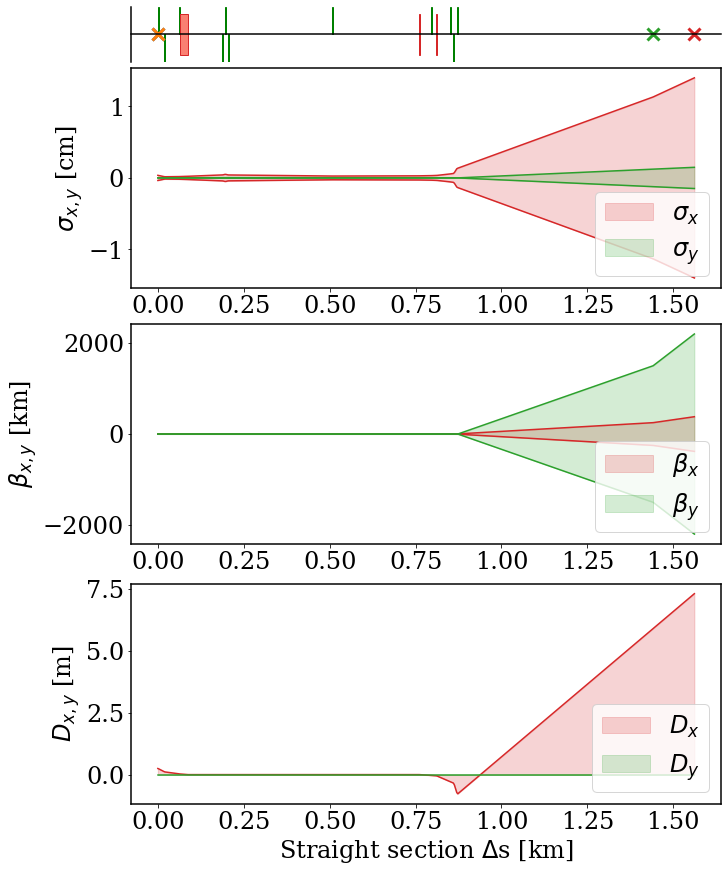 σx,y [cm]
1
0
−1
σx
σy
0.00 0.25 0.50 0.75 1.00 1.25 1.50
βx,y [km]
2000
0
−2000
βx
βy
0.00 0.25 0.50 0.75 1.00 1.25 1.50
Dx,y [m]
7.5
5.0
2.5
0.0
Dx
Dy
0.00 0.25 0.50 0.75 1.00 1.25 1.50
Straight section Δs [km]